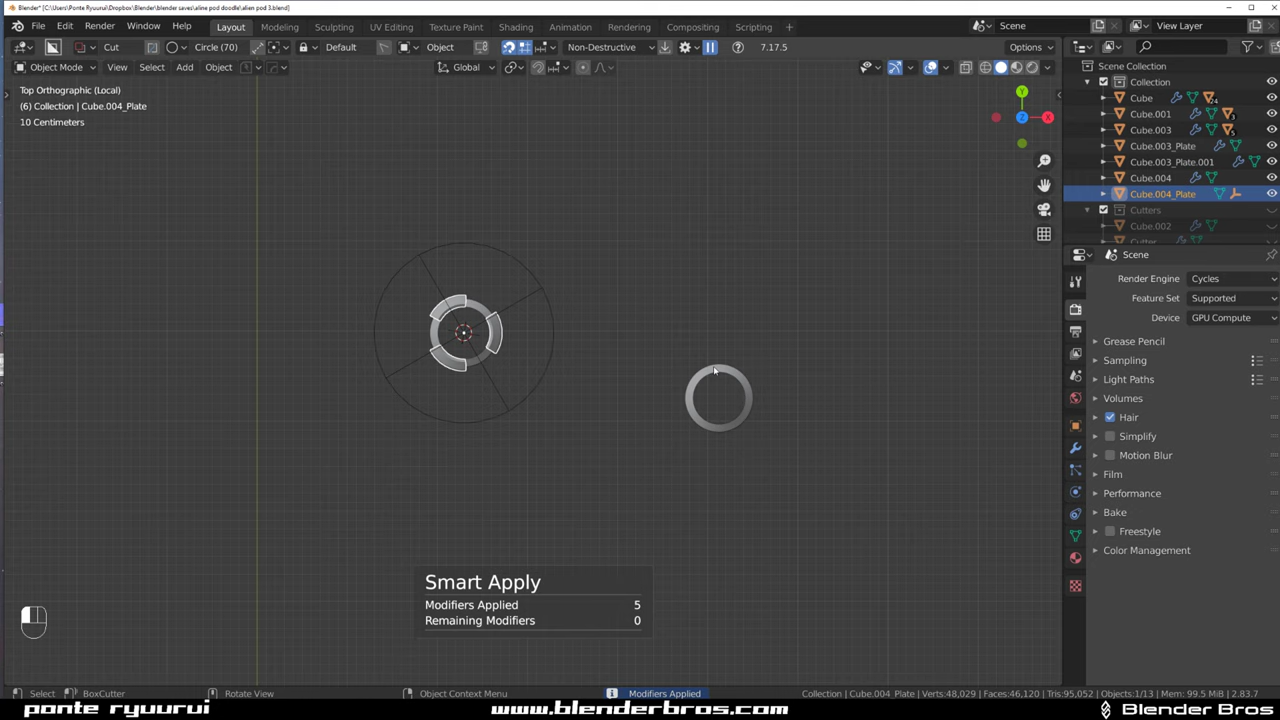 Blender* [C:\Users\Ponte Ryuurui\Dropbox\Blender\blender saves\aline pod doodle\alien pod 3.blend]
File Edit Render Window Help Layout Modeling Sculpting UV Editing Texture Paint Shading Animation Rendering Compositing Scripting + Scene View Layer
Cut Circle (70) Default Object Non-Destructive 7.17.5 Options
Object Mode View Select Add Object Global
Top Orthographic (Local)
(6) Collection | Cube.004_Plate
10 Centimeters
Y
Z
X
Scene Collection
Collection
Cube 24
Cube.001 3
Cube.003 5
Cube.003_Plate
Cube.003_Plate.001
Cube.004
Cube.004_Plate
Cutters
Cube.002
Cutter
Scene
Render Engine Cycles
Feature Set Supported
Device GPU Compute
Grease Pencil
Sampling
Light Paths
Volumes
Hair
Simplify
Motion Blur
Film
Performance
Bake
Freestyle
Color Management
Smart Apply
Modifiers Applied 5
Remaining Modifiers 0
Select BoxCutter Rotate View Object Context Menu Modifiers Applied Collection | Cube.004_Plate | Verts:48,029 | Faces:46,120 | Tris:95,052 | Objects:1/13 | Mem: 99.5 MiB | 2.83.7
ponte ryuurui www.blenderbros.com Blender Bros